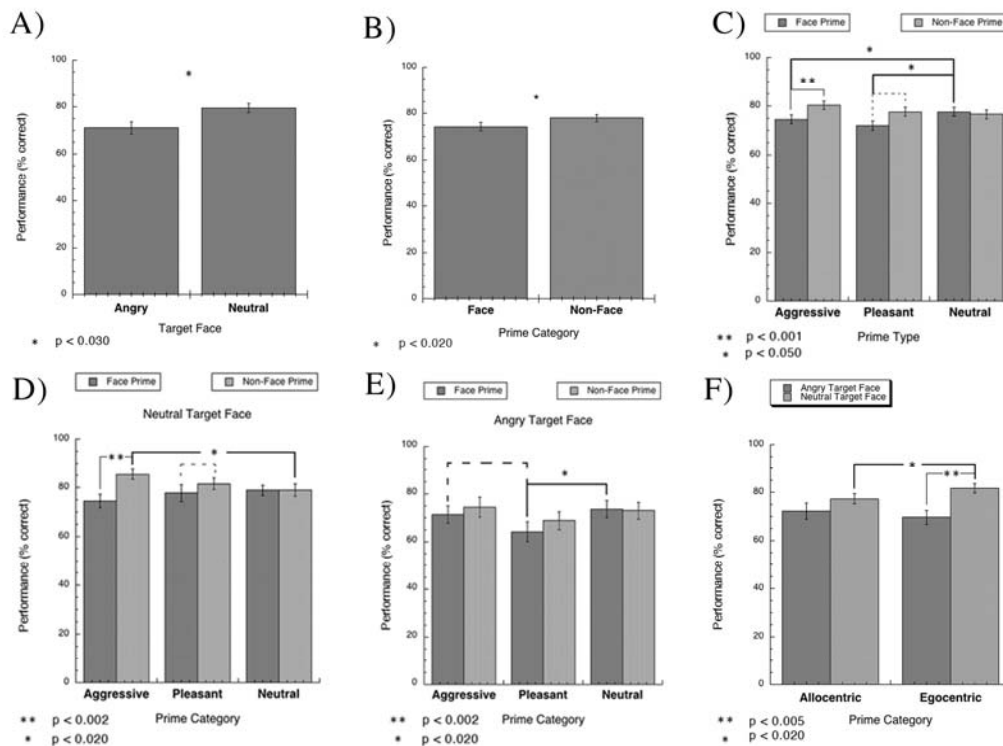 A)
*
Performance (% correct)
100
80
60
40
20
0
Angry Neutral
Target Face
* p < 0.030
B)
*
Performance (% correct)
100
80
60
40
20
0
Face Non-Face
Prime Category
* p < 0.020
C)
Face Prime Non-Face Prime
*
*
**
Performance (% correct)
100
80
60
40
20
0
Aggressive Pleasant Neutral
Prime Type
** p < 0.001
* p < 0.050
D)
Face Prime Non-Face Prime
Neutral Target Face
**
*
Performance (% correct)
100
80
60
40
20
0
Aggressive Pleasant Neutral
Prime Category
** p < 0.002
* p < 0.020
E)
Face Prime Non-Face Prime
Angry Target Face
*
Performance (% correct)
100
80
60
40
20
0
Aggressive Pleasant Neutral
Prime Category
** p < 0.002
* p < 0.020
F)
Angry Target Face
Neutral Target Face
*
**
Performance (% correct)
100
80
60
40
20
0
Allocentric Egocentric
Prime Category
** p < 0.005
* p < 0.020